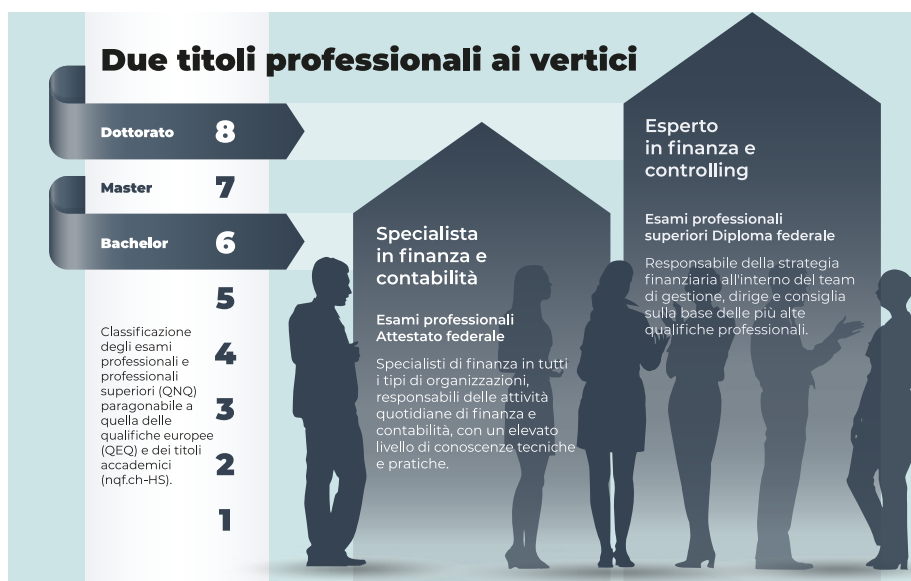 Due titoli professionali ai vertici
Dottorato 8
Master 7
Bachelor 6
5
4
3
2
1
Classificazione
degli esami
professionali e
professionali
superiori (QNQ)
paragonabile a
quella delle
qualifiche europee
(QEQ) e dei titoli
accademici
(nqf.ch-HS).
Specialista
in finanza e
contabilità
Esami professionali
Attestato federale
Specialisti di finanza in tutti
i tipi di organizzazioni,
responsabili delle attività
quotidiane di finanza e
contabilità, con un elevato
livello di conoscenze tecniche
e pratiche.
Esperto
in finanza e
controlling
Esami professionali
superiori Diploma federale
Responsabile della strategia
finanziaria all'interno del team
di gestione, dirige e consiglia
sulla base delle più alte
qualifiche professionali.